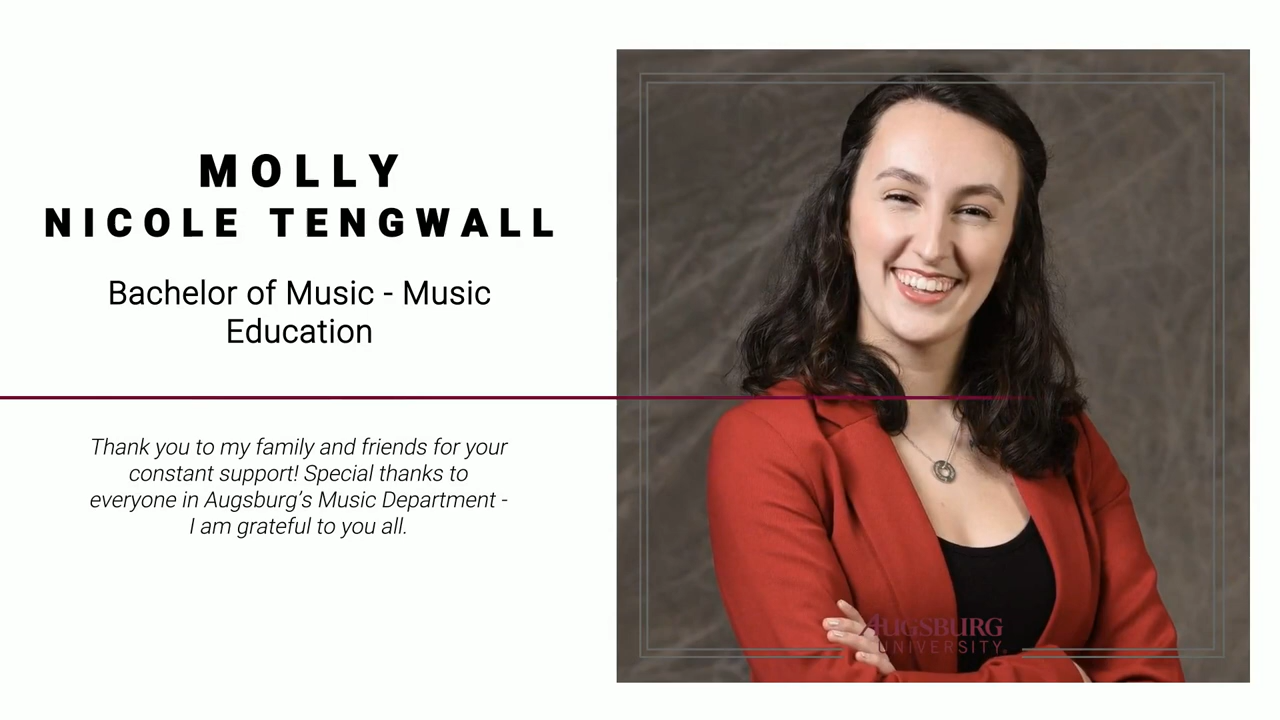 MOLLY
NICOLE TENGWALL
Bachelor of Music - Music
Education
Thank you to my family and friends for your
constant support! Special thanks to
everyone in Augsburg’s Music Department -
I am grateful to you all.
AUGSBURG
UNIVERSITY